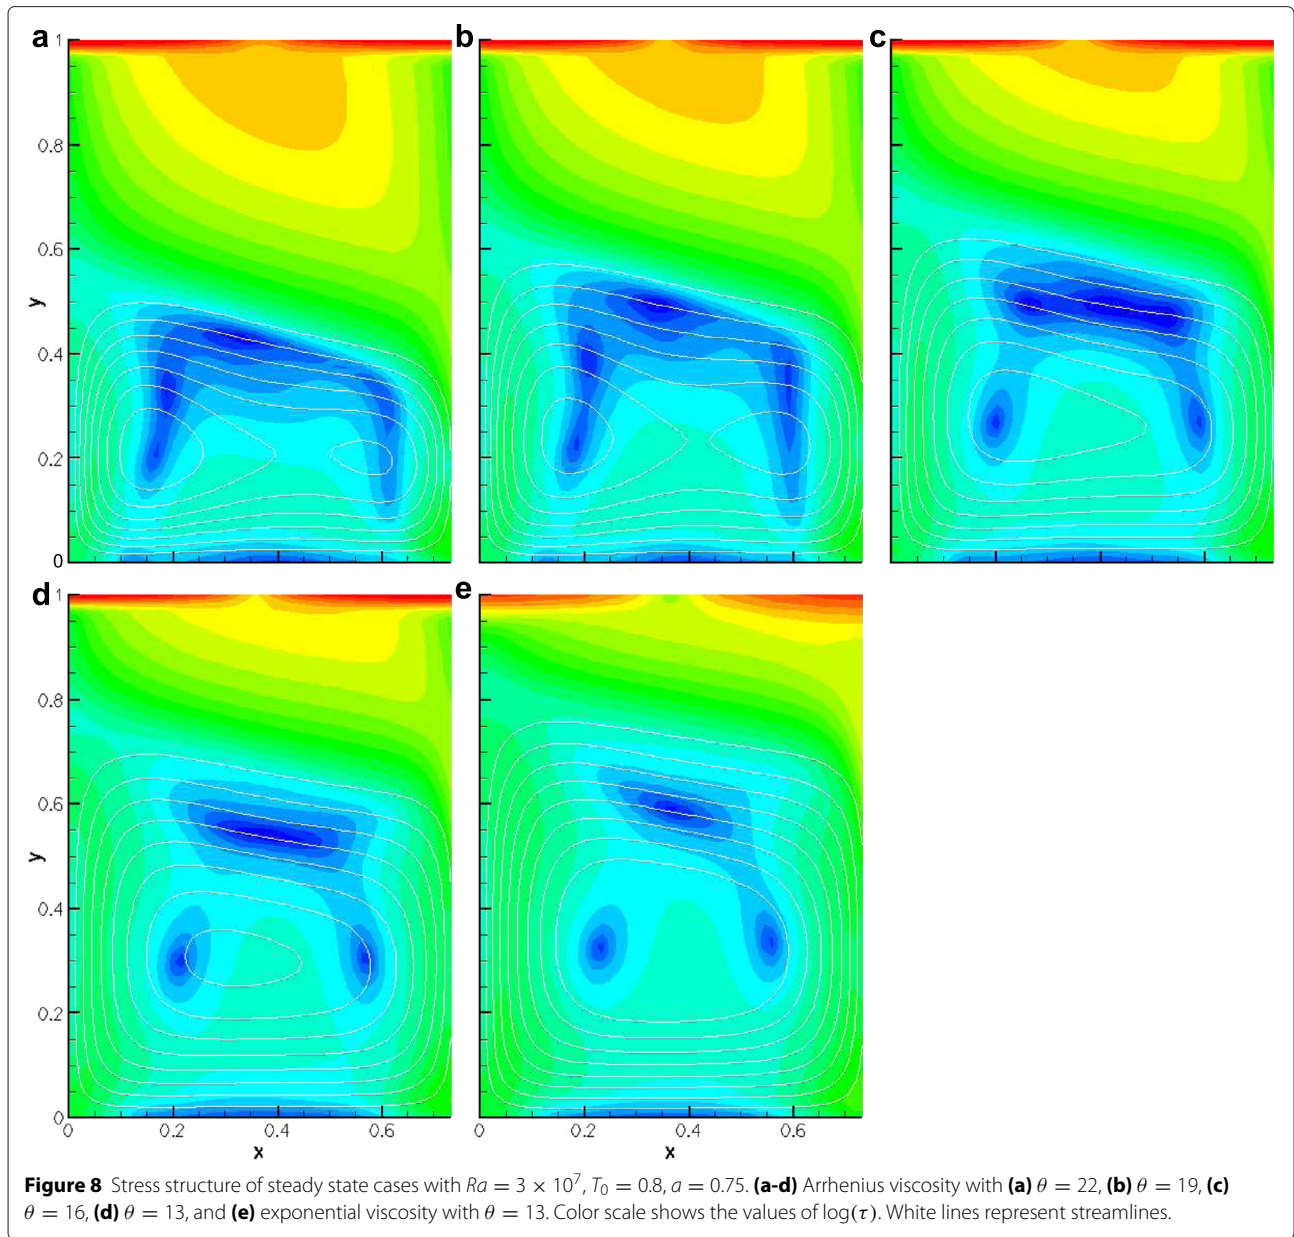 a
b
c
1
0.8
0.6
y
0.4
0.2
0
d
e
1
0.8
0.6
y
0.4
0.2
0
0 0.2 0.4 0.6
x
0 0.2 0.4 0.6
x
Figure 8 Stress structure of steady state cases with Ra = 3 × 10⁷, T₀ = 0.8, a = 0.75. (a-d) Arrhenius viscosity with (a) θ = 22, (b) θ = 19, (c)
θ = 16, (d) θ = 13, and (e) exponential viscosity with θ = 13. Color scale shows the values of log(τ). White lines represent streamlines.